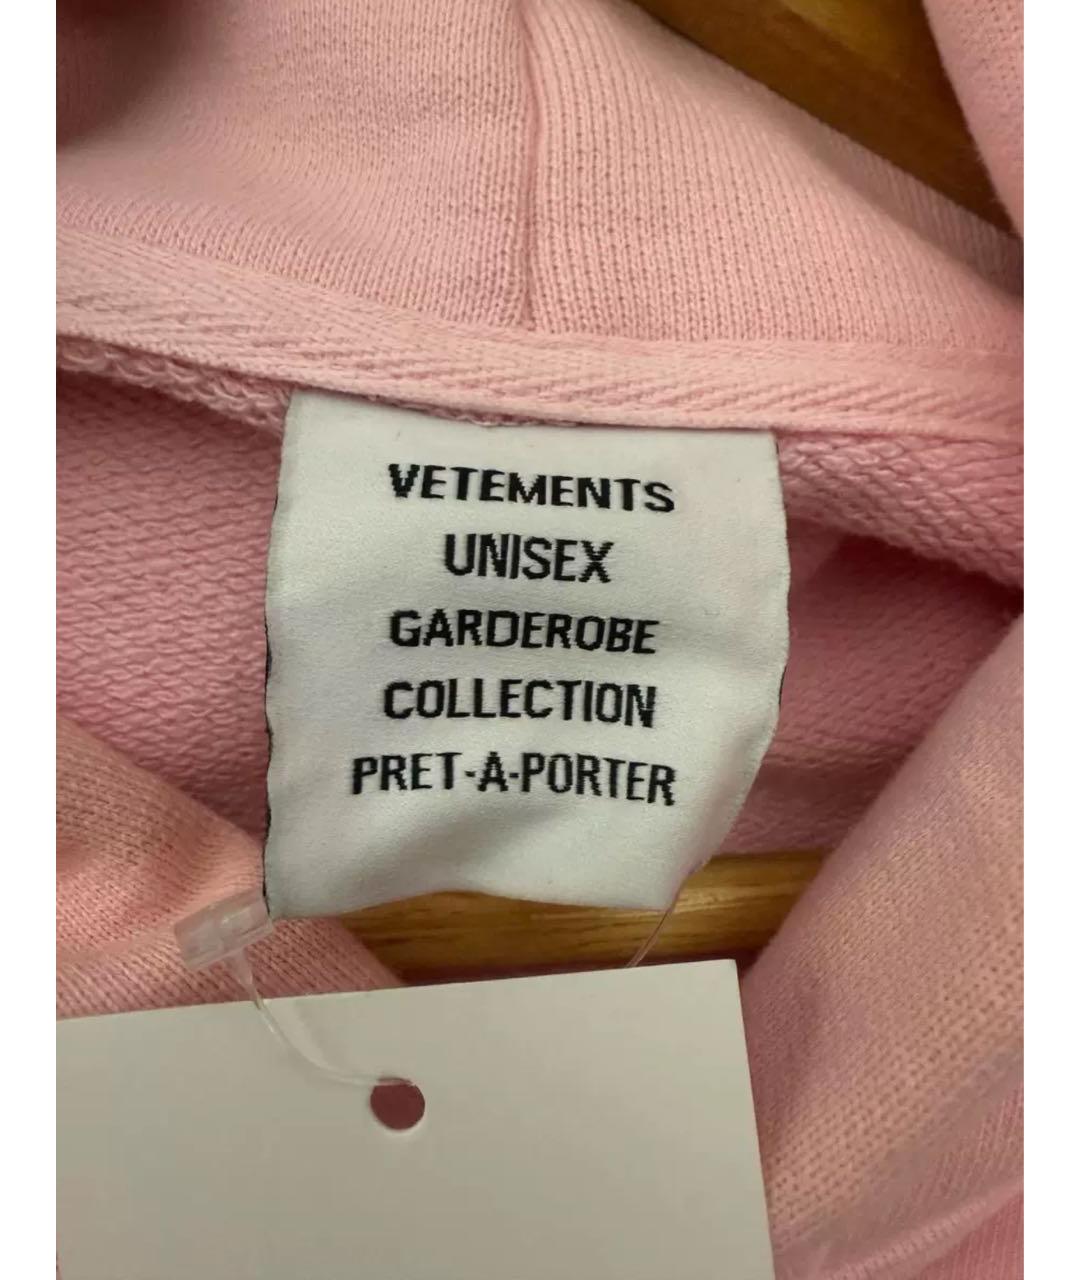 VETEMENTS
UNISEX
GARDEROBE
COLLECTION
PRET-A-PORTER